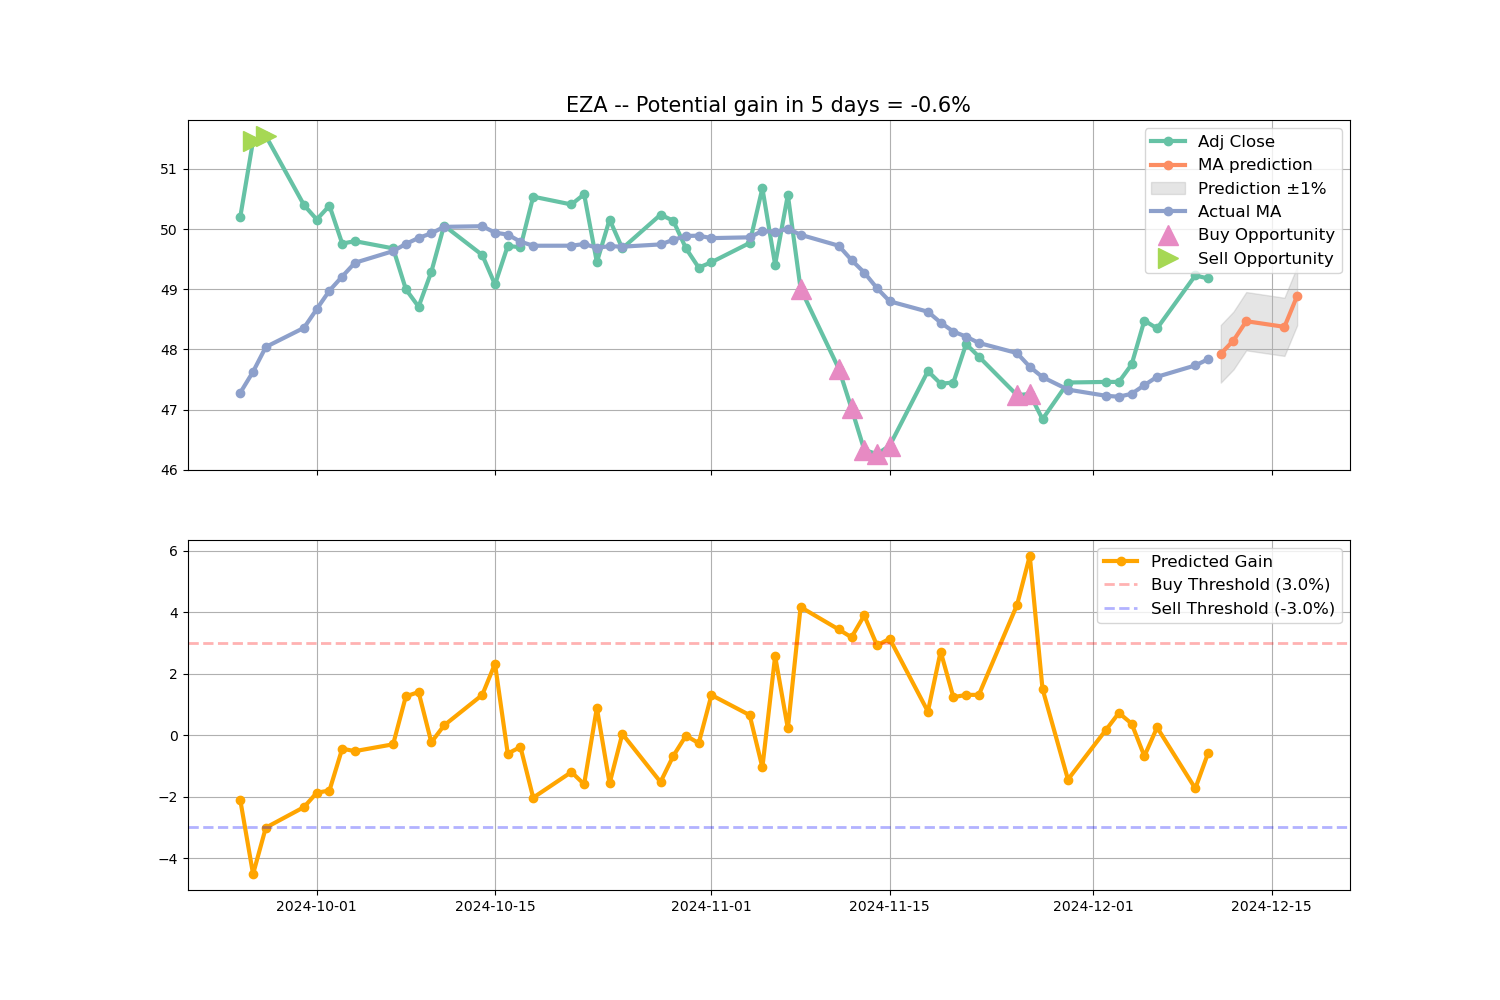 EZA -- Potential gain in 5 days = -0.6%
51
50
49
48
47
46
Adj Close
MA prediction
Prediction ±1%
Actual MA
Buy Opportunity
Sell Opportunity
6
4
2
0
−2
−4
Predicted Gain
Buy Threshold (3.0%)
Sell Threshold (-3.0%)
2024-10-01
2024-10-15
2024-11-01
2024-11-15
2024-12-01
2024-12-15